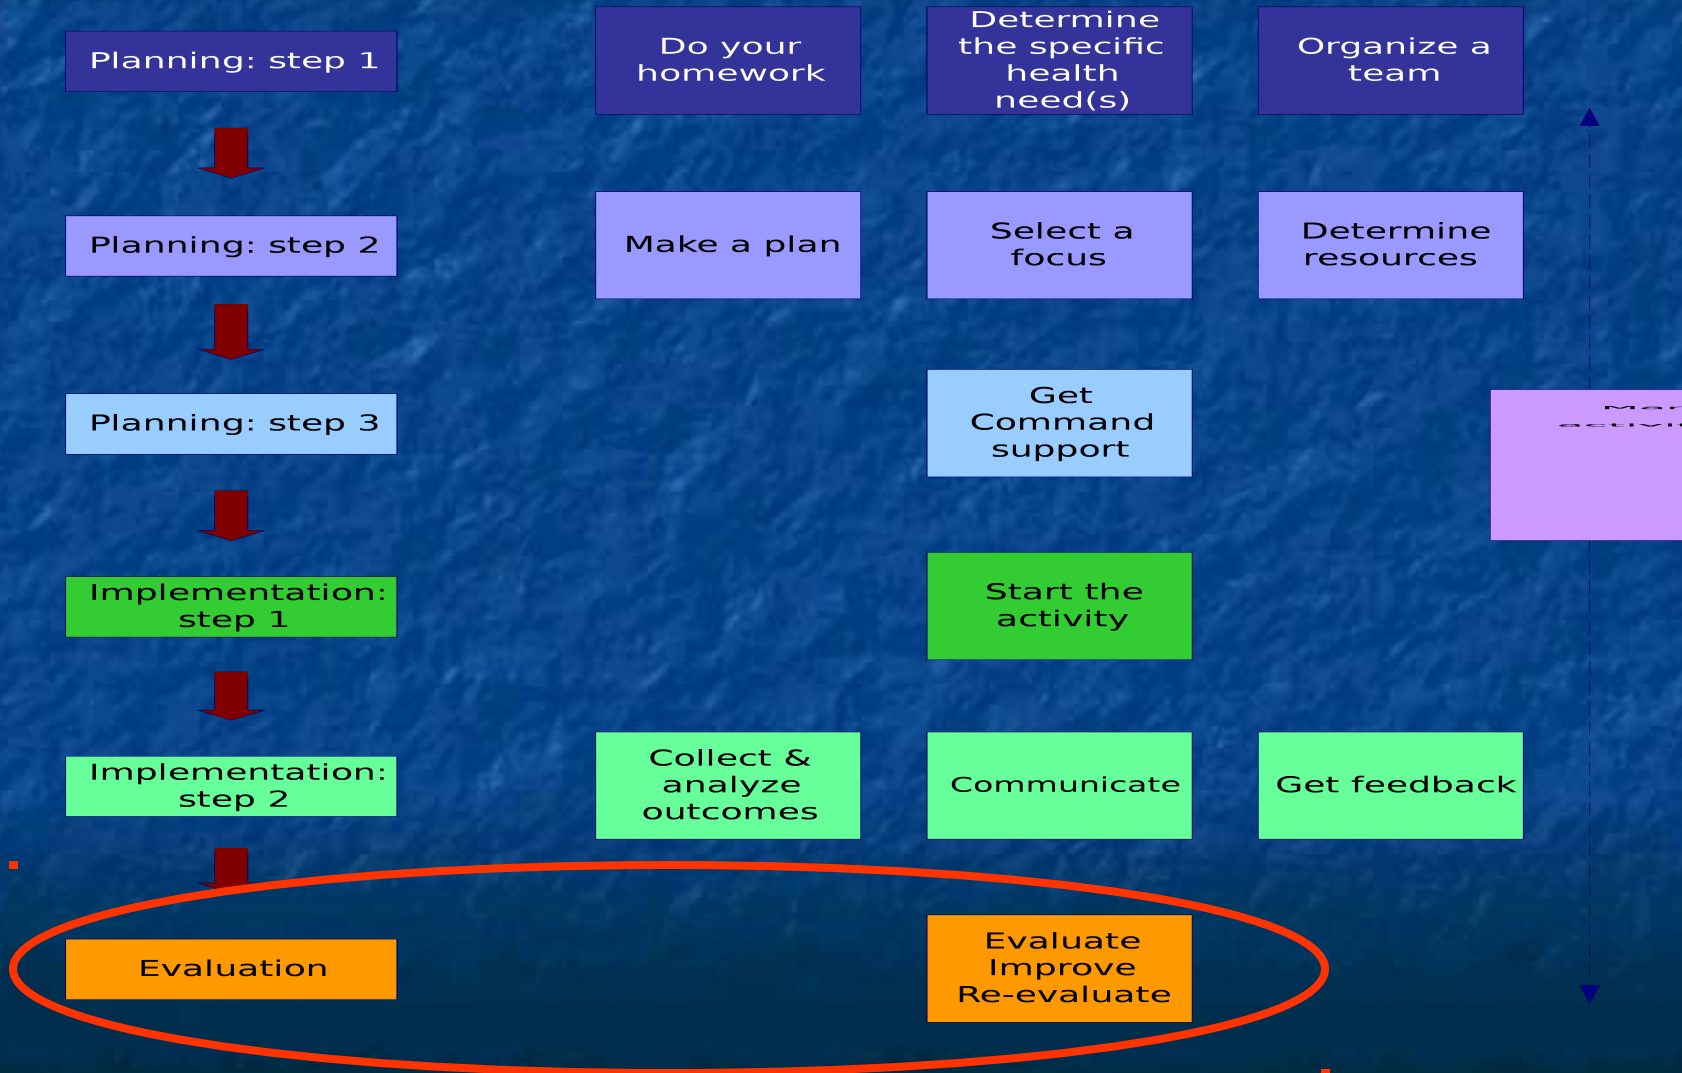 Planning: step 1
Do your
homework
Determine
the specific
health
need(s)
Organize a
team
Planning: step 2
Make a plan
Select a
focus
Determine
resources
Planning: step 3
Get
Command
support
Implementation:
step 1
Start the
activity
Implementation:
step 2
Collect &
analyze
outcomes
Communicate
Get feedback
Evaluation
Evaluate
Improve
Re-evaluate